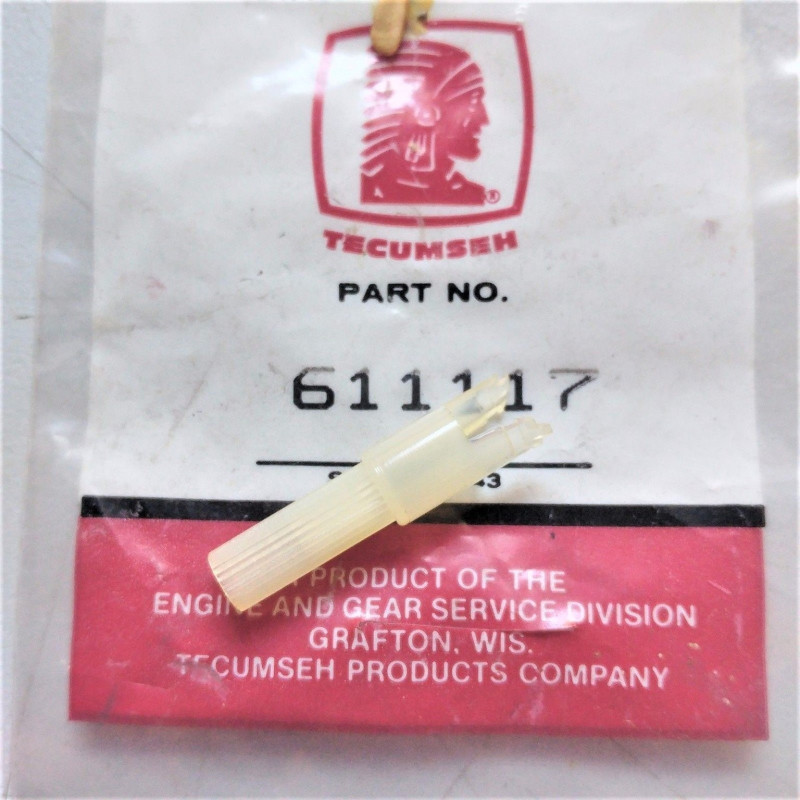 ®
TECUMSEH
PART NO.
611117
PRODUCT OF THE
ENGINE AND GEAR SERVICE DIVISION
GRAFTON, WIS.
TECUMSEH PRODUCTS COMPANY